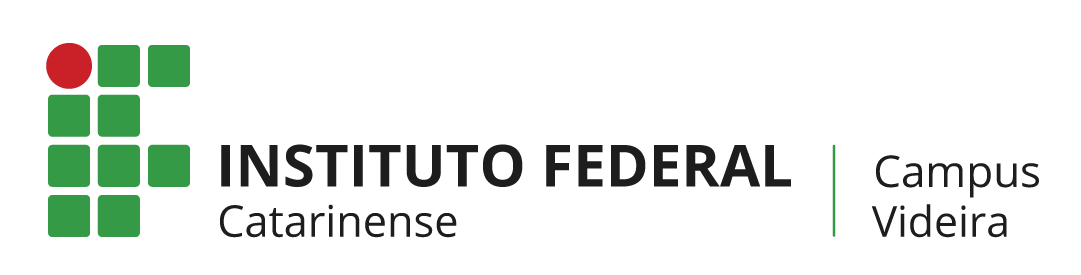 INSTITUTO FEDERAL
Catarinense
Campus
Videira